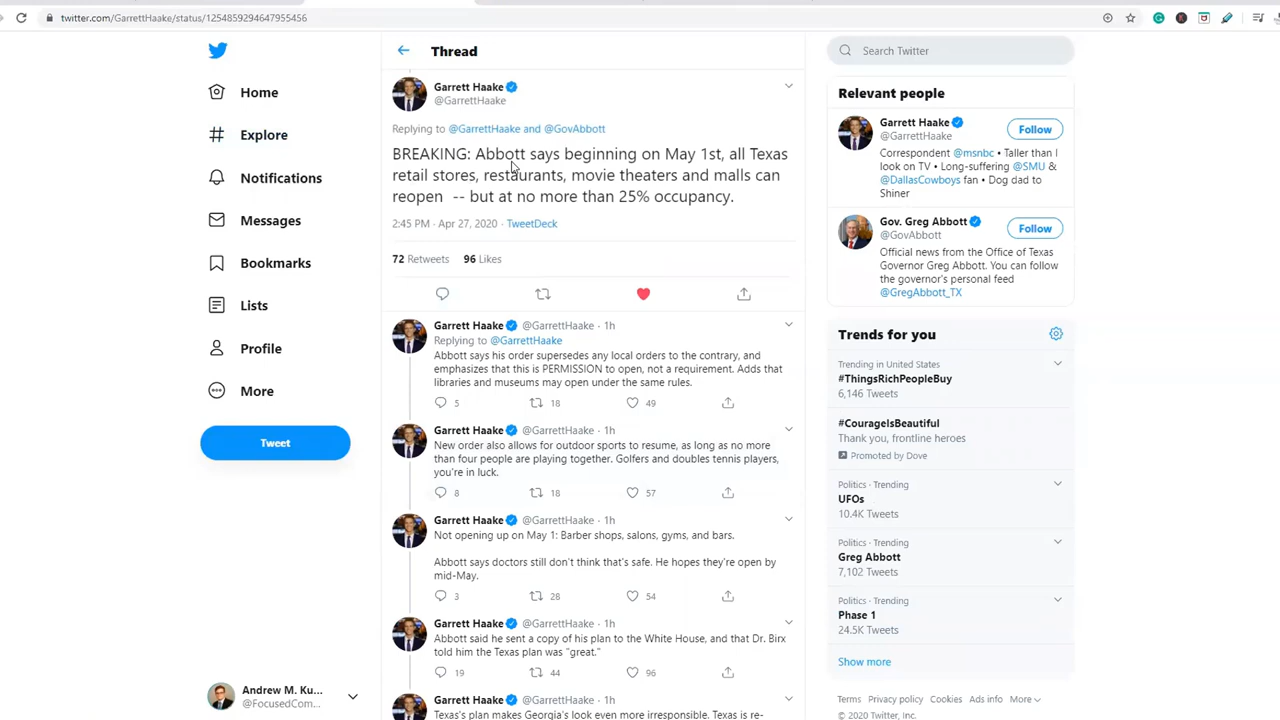 twitter.com/GarrettHaake/status/1254859294647955456
Home
Explore
Notifications
Messages
Bookmarks
Lists
Profile
More
Tweet
Andrew M. Ku...
@FocusedCom...
Thread
Garrett Haake
@GarrettHaake
Replying to @GarrettHaake and @GovAbbott
BREAKING: Abbott says beginning on May 1st, all Texas
retail stores, restaurants, movie theaters and malls can
reopen -- but at no more than 25% occupancy.
2:45 PM · Apr 27, 2020 · TweetDeck
72 Retweets 96 Likes
Garrett Haake @GarrettHaake · 1h
Replying to @GarrettHaake
Abbott says his order supersedes any local orders to the contrary, and
emphasizes that this is PERMISSION to open, not a requirement. Adds that
libraries and museums may open under the same rules.
5 18 49
Garrett Haake @GarrettHaake · 1h
New order also allows for outdoor sports to resume, as long as no more
than four people are playing together. Golfers and doubles tennis players,
you're in luck.
8 18 57
Garrett Haake @GarrettHaake · 1h
Not opening up on May 1: Barber shops, salons, gyms, and bars.
Abbott says doctors still don't think that's safe. He hopes they're open by
mid-May.
3 28 54
Garrett Haake @GarrettHaake · 1h
Abbott said he sent a copy of his plan to the White House, and that Dr. Birx
told him the Texas plan was "great."
19 44 96
Garrett Haake @GarrettHaake · 1h
Texas's plan makes Georgia's look even more irresponsible. Texas is re-
Search Twitter
Relevant people
Garrett Haake
@GarrettHaake
Follow
Correspondent @msnbc • Taller than I
look on TV • Long-suffering @SMU &
@DallasCowboys fan • Dog dad to
Shiner
Gov. Greg Abbott
@GovAbbott
Follow
Official news from the Office of Texas
Governor Greg Abbott. You can follow
the governor's personal feed
@GregAbbott_TX
Trends for you
Trending in United States
#ThingsRichPeopleBuy
6,146 Tweets
#CourageIsBeautiful
Thank you, frontline heroes
Promoted by Dove
Politics · Trending
UFOs
10.4K Tweets
Politics · Trending
Greg Abbott
7,102 Tweets
Politics · Trending
Phase 1
24.5K Tweets
Show more
Terms Privacy policy Cookies Ads info More
© 2020 Twitter, Inc.